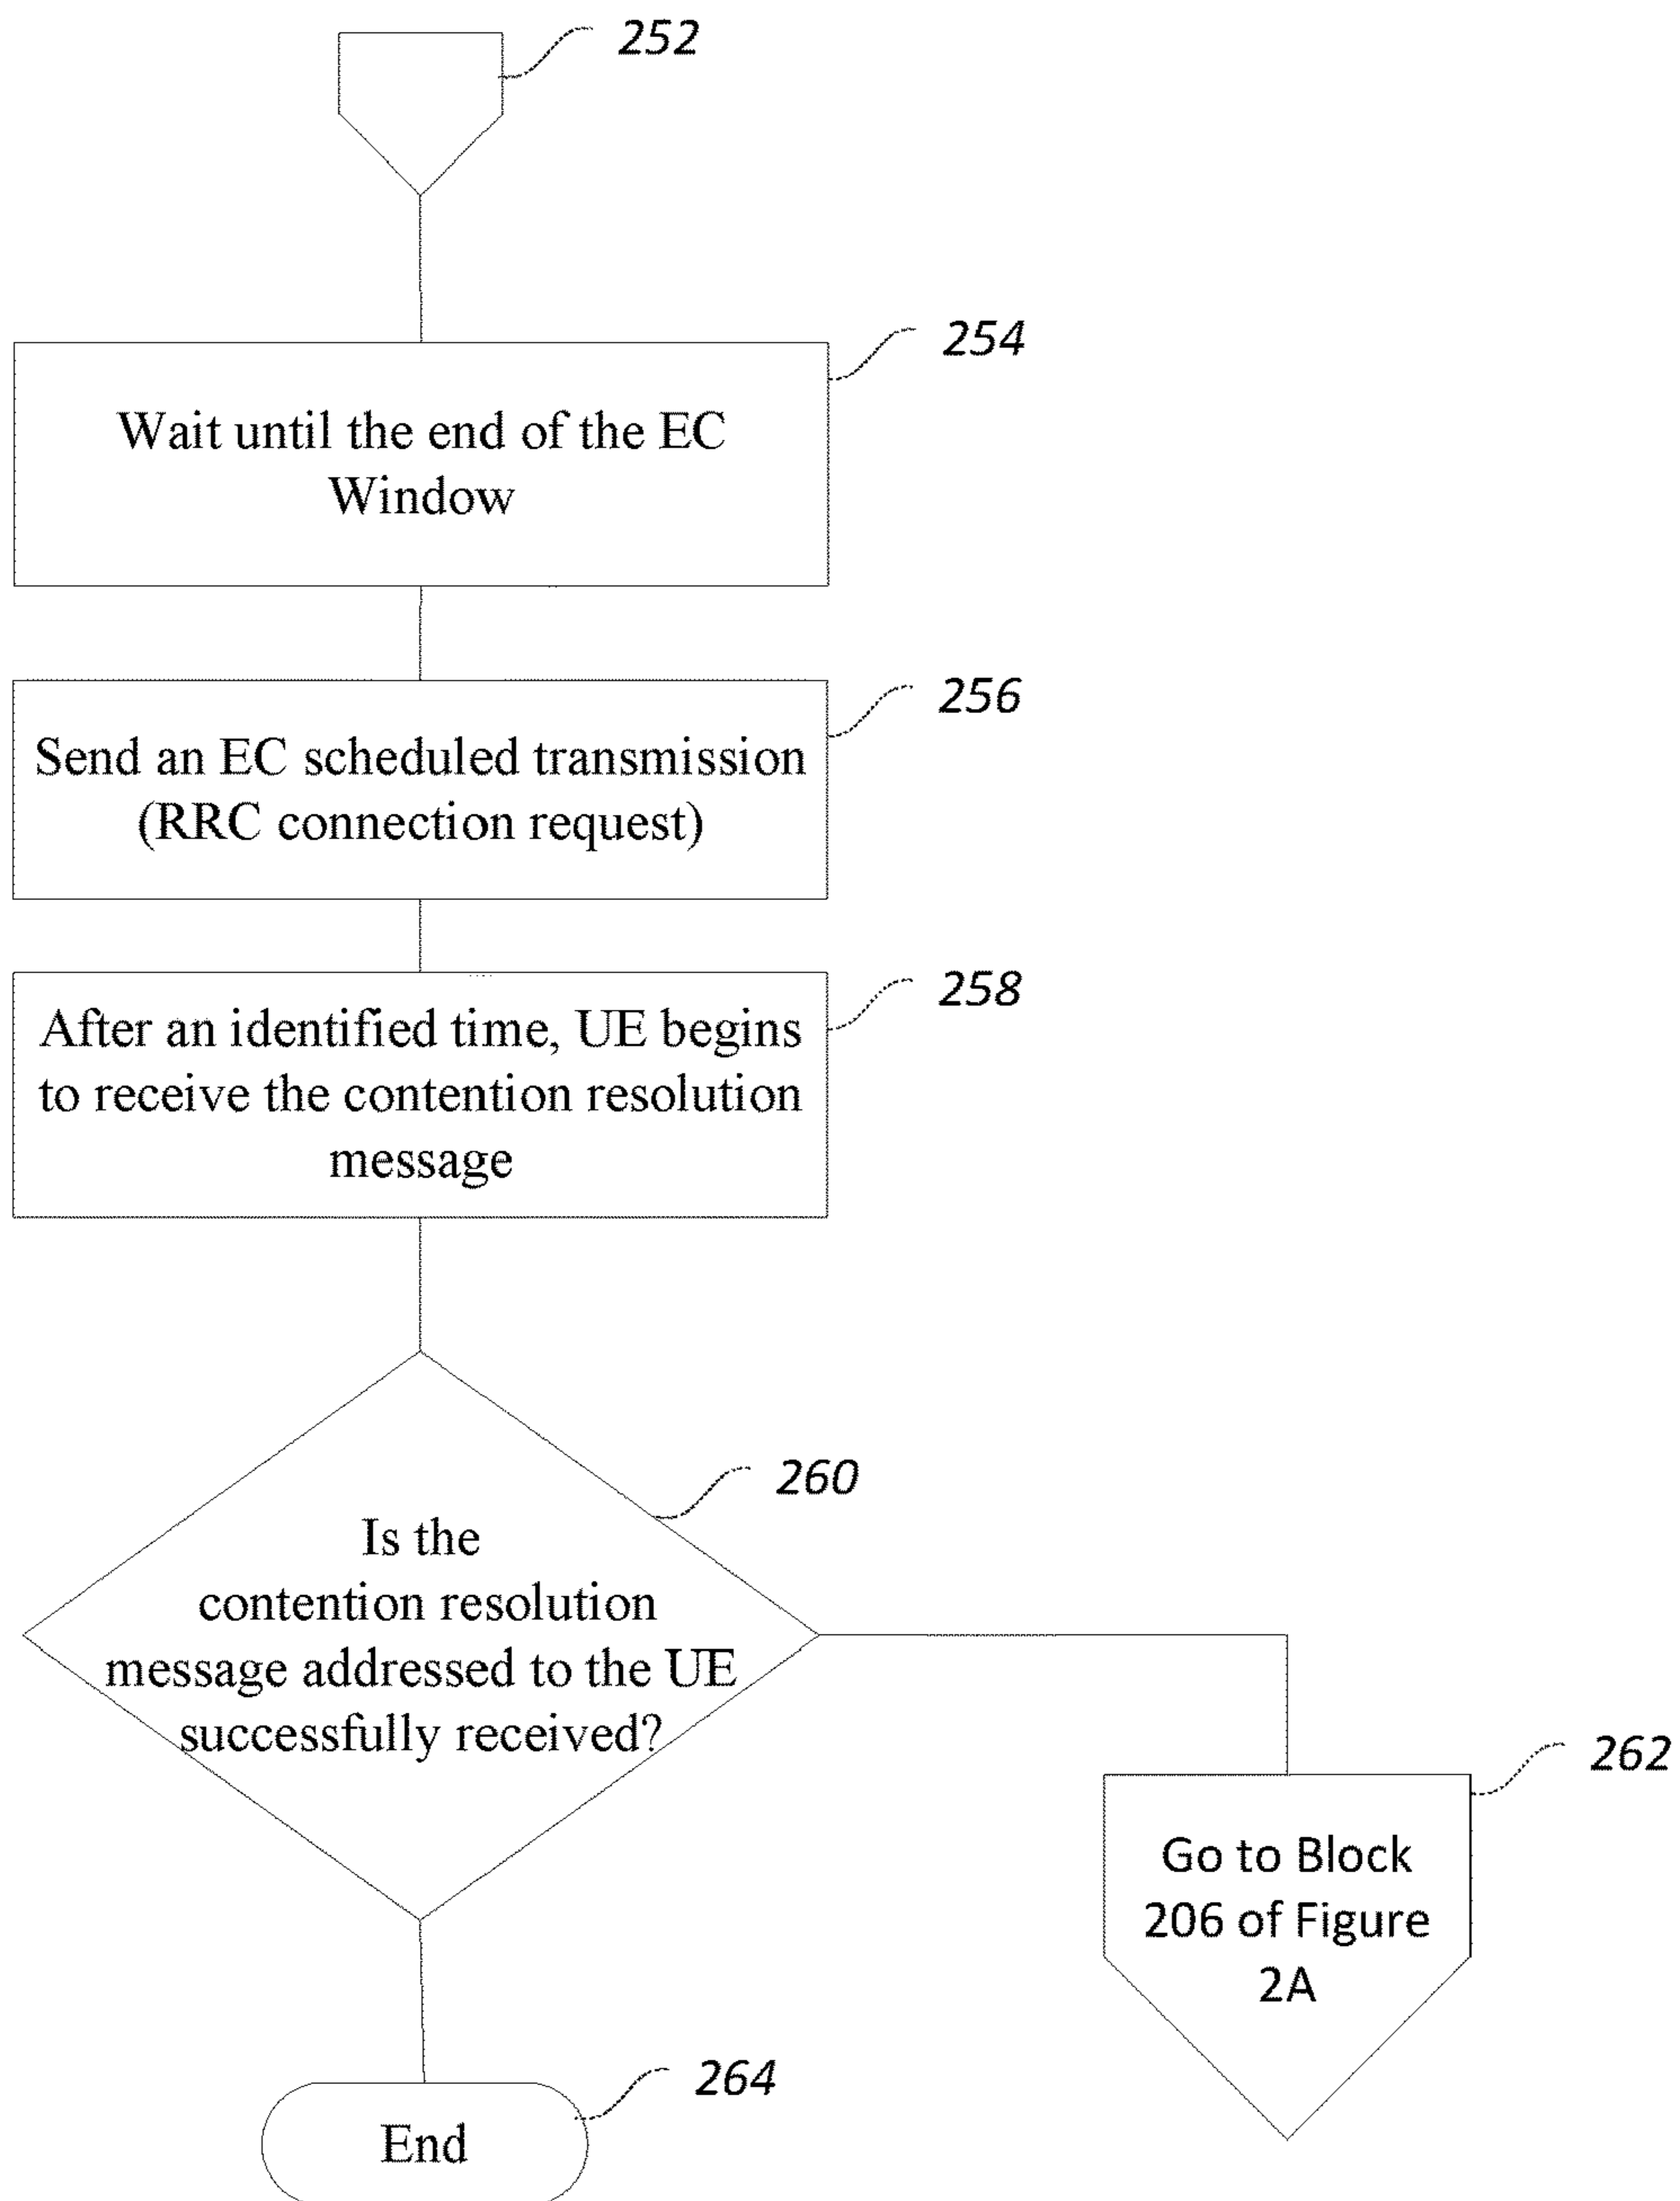 252
254
Wait until the end of the EC
Window
256
Send an EC scheduled transmission
(RRC connection request)
258
After an identified time, UE begins
to receive the contention resolution
message
260
Is the
contention resolution
message addressed to the UE
successfully received?
262
Go to Block
206 of Figure
2A
264
End